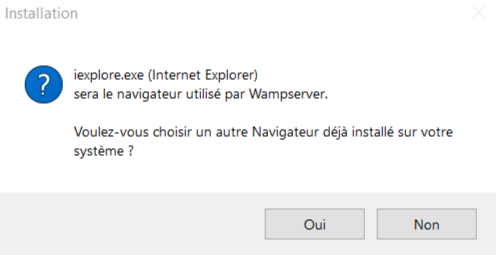 Installation
iexplore.exe (Internet Explorer)
sera le navigateur utilisé par Wampserver.
Voulez-vous choisir un autre Navigateur déjà installé sur votre
système ?
Oui
Non